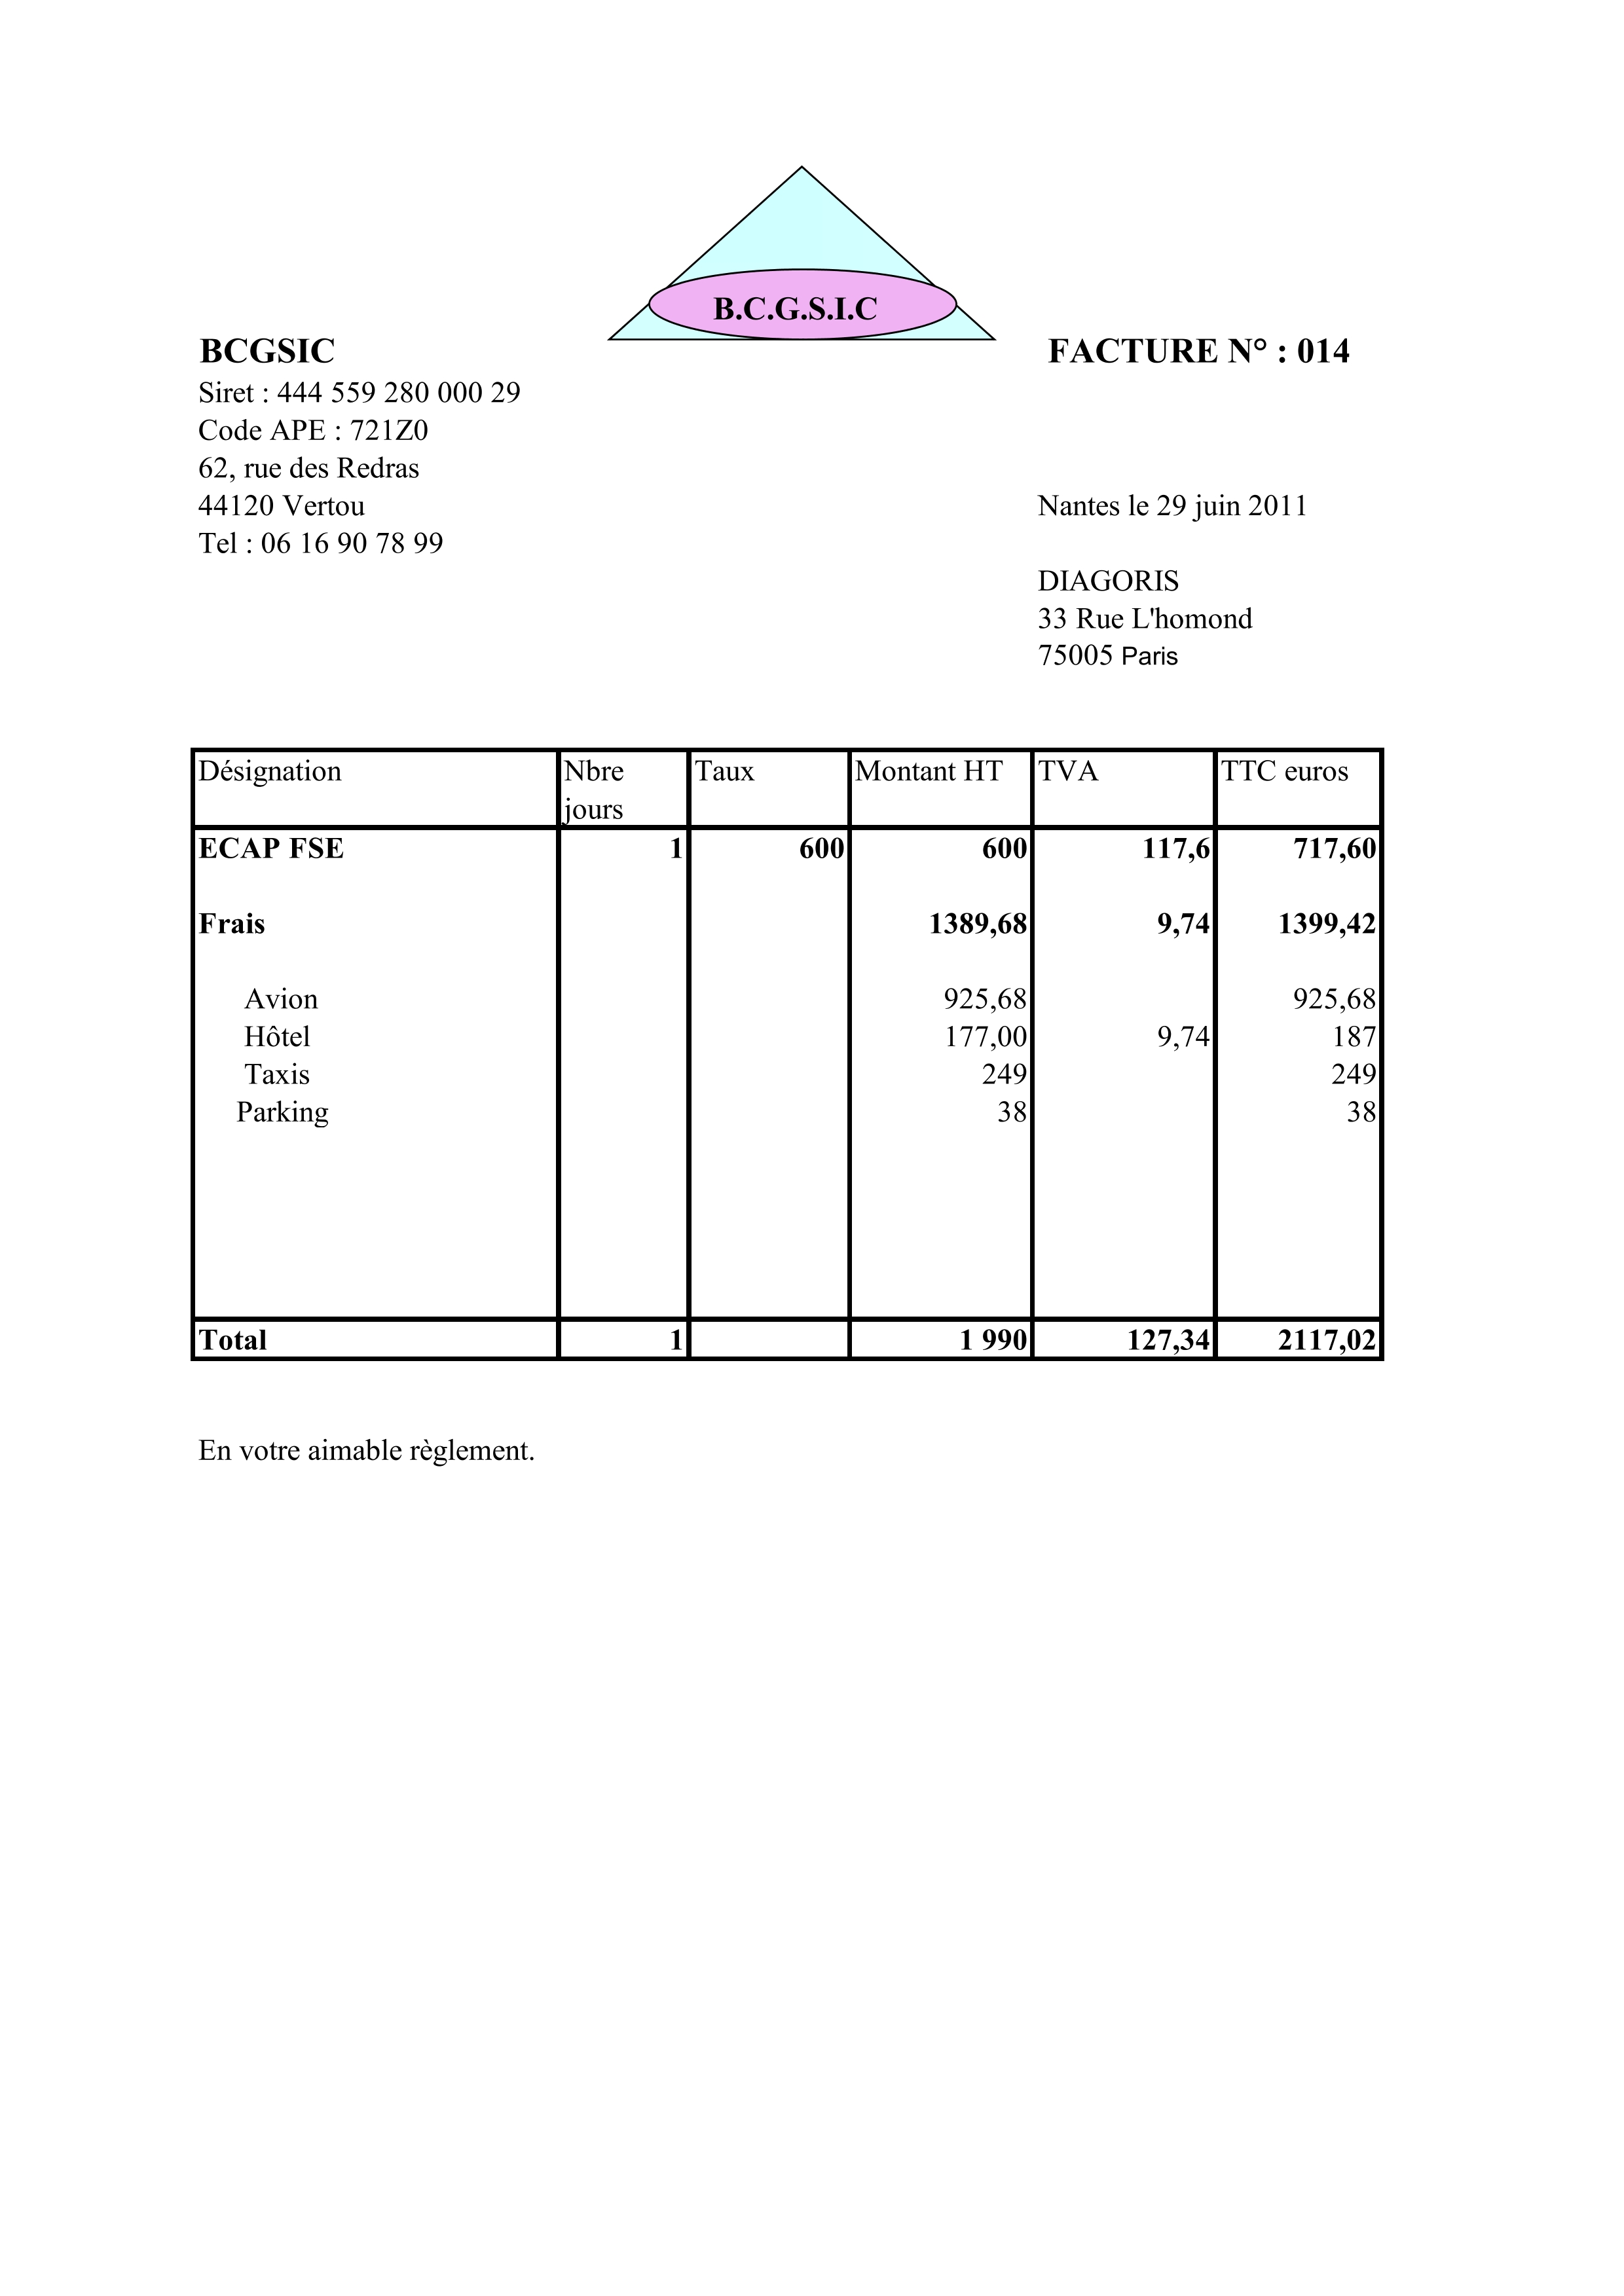 B.C.G.S.I.C
BCGSIC FACTURE N° : 014
Siret : 444 559 280 000 29
Code APE : 721Z0
62, rue des Redras
44120 Vertou Nantes le 29 juin 2011
Tel : 06 16 90 78 99
DIAGORIS
33 Rue L'homond
75005 Paris
Désignation Nbre Taux Montant HT TVA TTC euros
jours
ECAP FSE 1 600 600 117,6 717,60
Frais 1389,68 9,74 1399,42
Avion 925,68 925,68
Hôtel 177,00 9,74 187
Taxis 249 249
Parking 38 38
Total 1 1 990 127,34 2117,02
En votre aimable règlement.